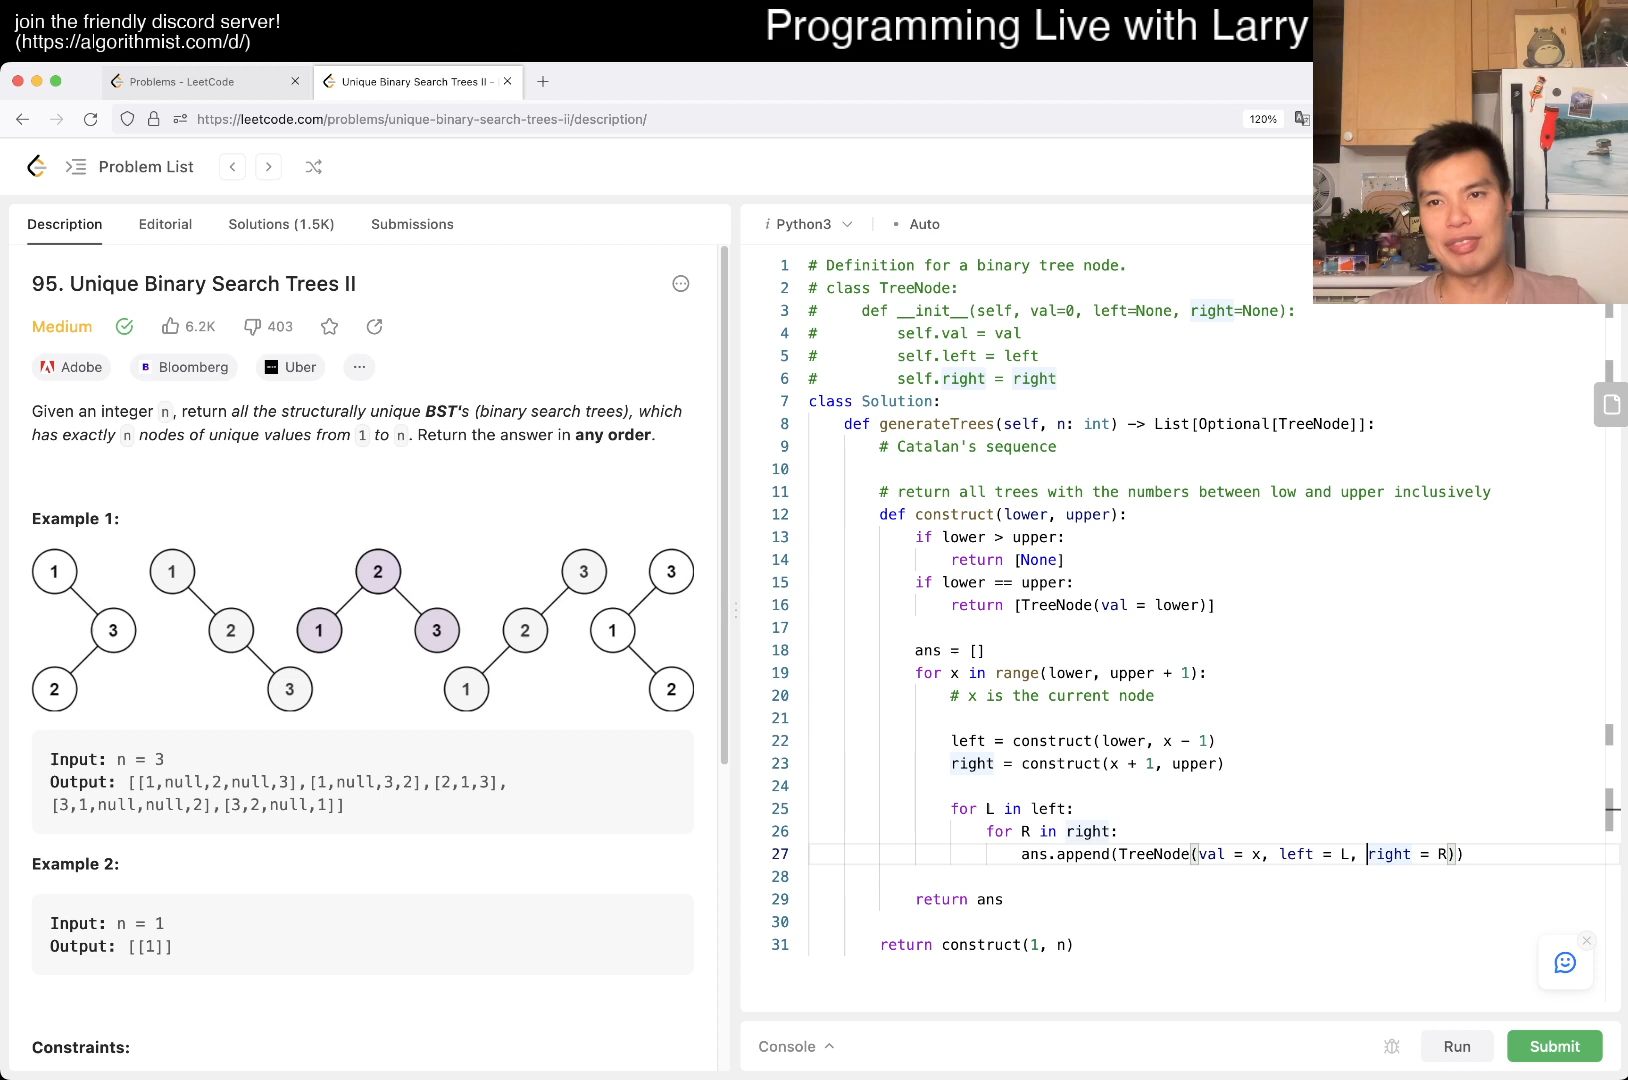 join the friendly discord server!
(https://algorithmist.com/d/)
Programming Live with Larry
Problems - LeetCode
Unique Binary Search Trees II -
https://leetcode.com/problems/unique-binary-search-trees-ii/description/
120%
Problem List
Description Editorial Solutions (1.5K) Submissions
95. Unique Binary Search Trees II
Medium 6.2K 403
Adobe Bloomberg Uber ...
Given an integer n, return all the structurally unique BST's (binary search trees), which
has exactly n nodes of unique values from 1 to n. Return the answer in any order.
Example 1:
1 1 2 3 3
3 2 1 3 2 1
2 3 1 2
Input: n = 3
Output: [[1,null,2,null,3],[1,null,3,2],[2,1,3],
[3,1,null,null,2],[3,2,null,1]]
Example 2:
Input: n = 1
Output: [[1]]
Constraints:
i Python3 Auto
1 # Definition for a binary tree node.
2 # class TreeNode:
3 #     def __init__(self, val=0, left=None, right=None):
4 #         self.val = val
5 #         self.left = left
6 #         self.right = right
7 class Solution:
8     def generateTrees(self, n: int) -> List[Optional[TreeNode]]:
9         # Catalan's sequence
10
11         # return all trees with the numbers between low and upper inclusively
12         def construct(lower, upper):
13             if lower > upper:
14                 return [None]
15             if lower == upper:
16                 return [TreeNode(val = lower)]
17
18             ans = []
19             for x in range(lower, upper + 1):
20                 # x is the current node
21
22                 left = construct(lower, x - 1)
23                 right = construct(x + 1, upper)
24
25                 for L in left:
26                     for R in right:
27                         ans.append(TreeNode(val = x, left = L, right = R))
28
29             return ans
30
31         return construct(1, n)
Console
Run
Submit